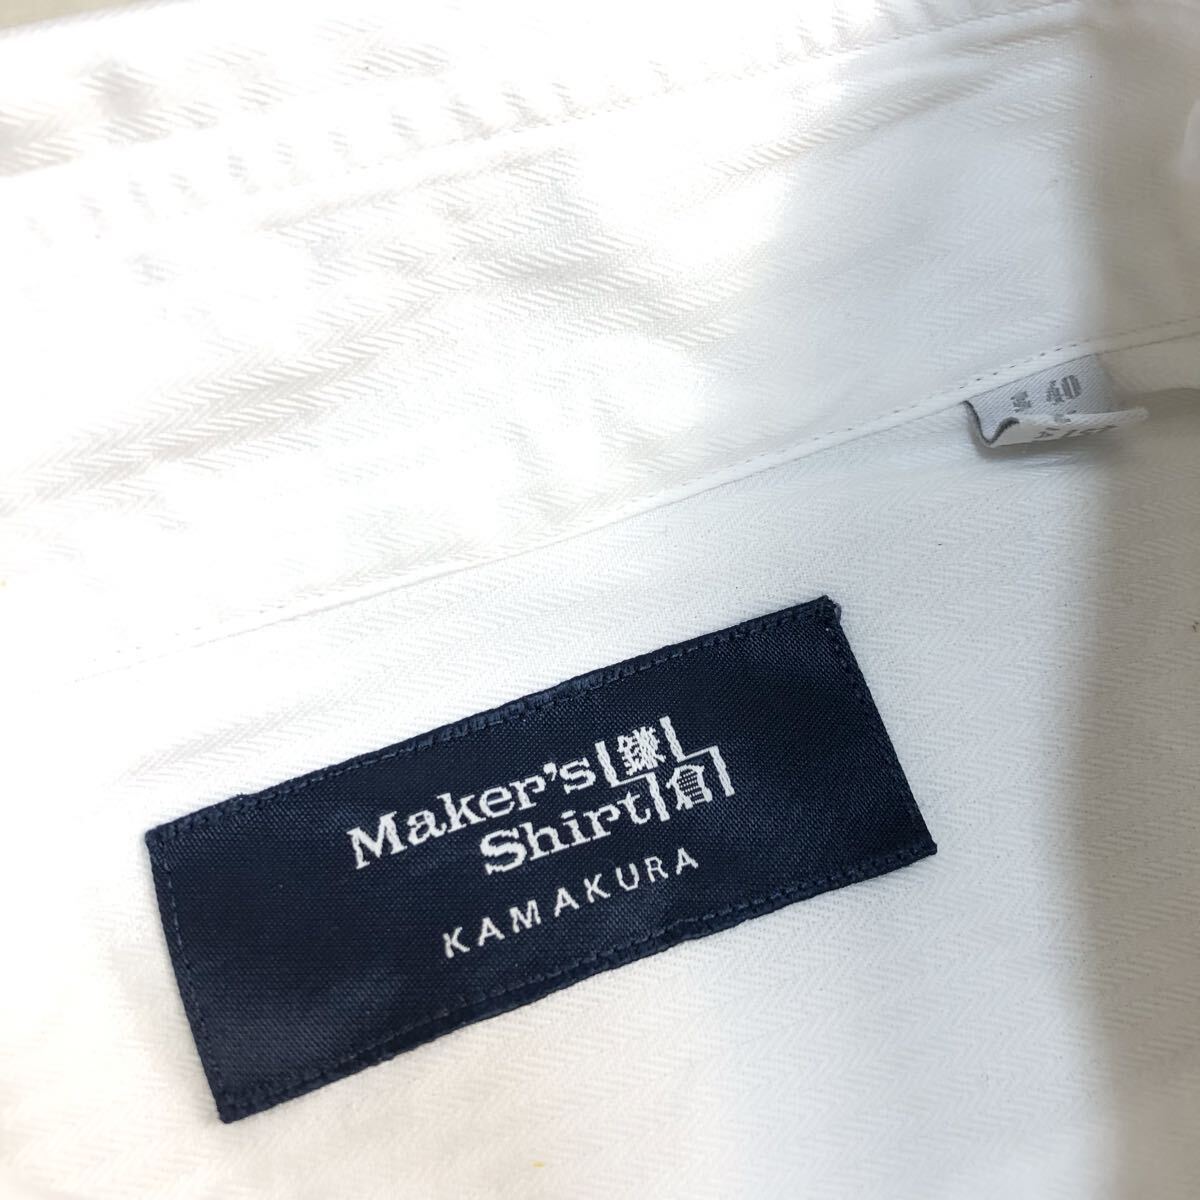 Maker's 鎌
Shirt 倉
KAMAKURA